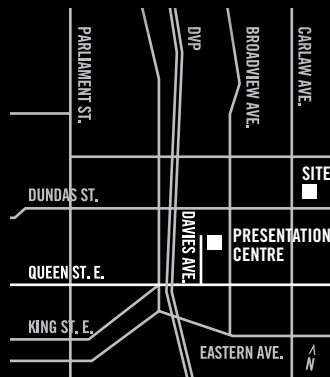 PARLIAMENT ST.
DVP
BROADVIEW AVE.
CARLAW AVE.
SITE
DUNDAS ST.
DAVIES AVE.
PRESENTATION
CENTRE
QUEEN ST. E.
KING ST. E.
EASTERN AVE.
N